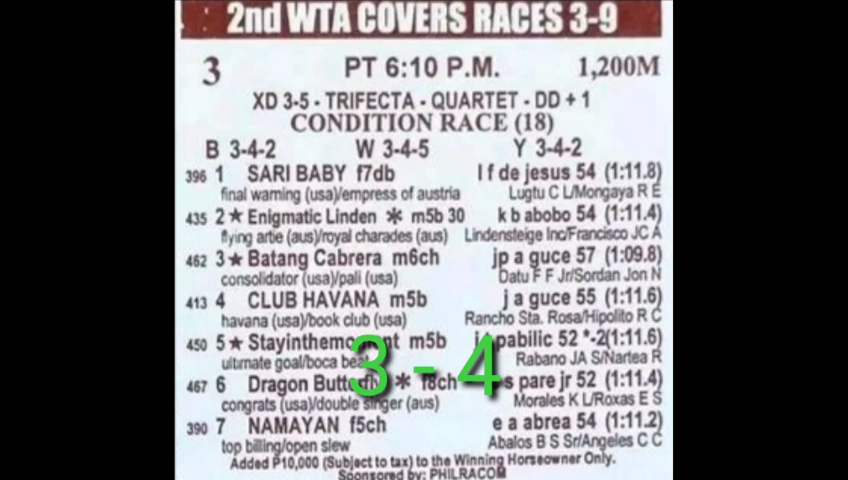 2nd WTA COVERS RACES 3-9
3 PT 6:10 P.M. 1,200M
XD 3-5 - TRIFECTA - QUARTET - DD + 1
CONDITION RACE (18)
B 3-4-2 W 3-4-5 Y 3-4-2
396 1 SARI BABY f7db l f de jesus 54 (1:11.8)
final warning (usa)/empress of austria Lugtu C L/Mongaya R E
435 2 ★ Enigmatic Linden * m5b 30 k b abobo 54 (1:11.4)
flying artie (aus)/royal charades (aus) Lindensteige Inc/Francisco JC A
462 3 ★ Batang Cabrera m6ch jp a guce 57 (1:09.8)
consolidator (usa)/pali (usa) Datu F F Jr/Sordan Jon N
413 4 CLUB HAVANA m5b j a guce 55 (1:11.6)
havana (usa)/book club (usa) Rancho Sta. Rosa/Hipolito R C
450 5 ★ Stayinthemoment m5b pabilic 52 *-2(1:11.6)
ultimate goal/boca Rabano JA S/Nartea R
3 - 4
467 6 Dragon Butterfly * f8ch s pare jr 52 (1:11.4)
congrats (usa)/double singer (aus) Morales K L/Roxas E S
390 7 NAMAYAN f5ch e a abrea 54 (1:11.2)
top billing/open slew Abalos B S Sr/Angeles C C
Added P10,000 (Subject to tax) to the Winning Horseowner Only.
Sponsored by: PHILRACOM